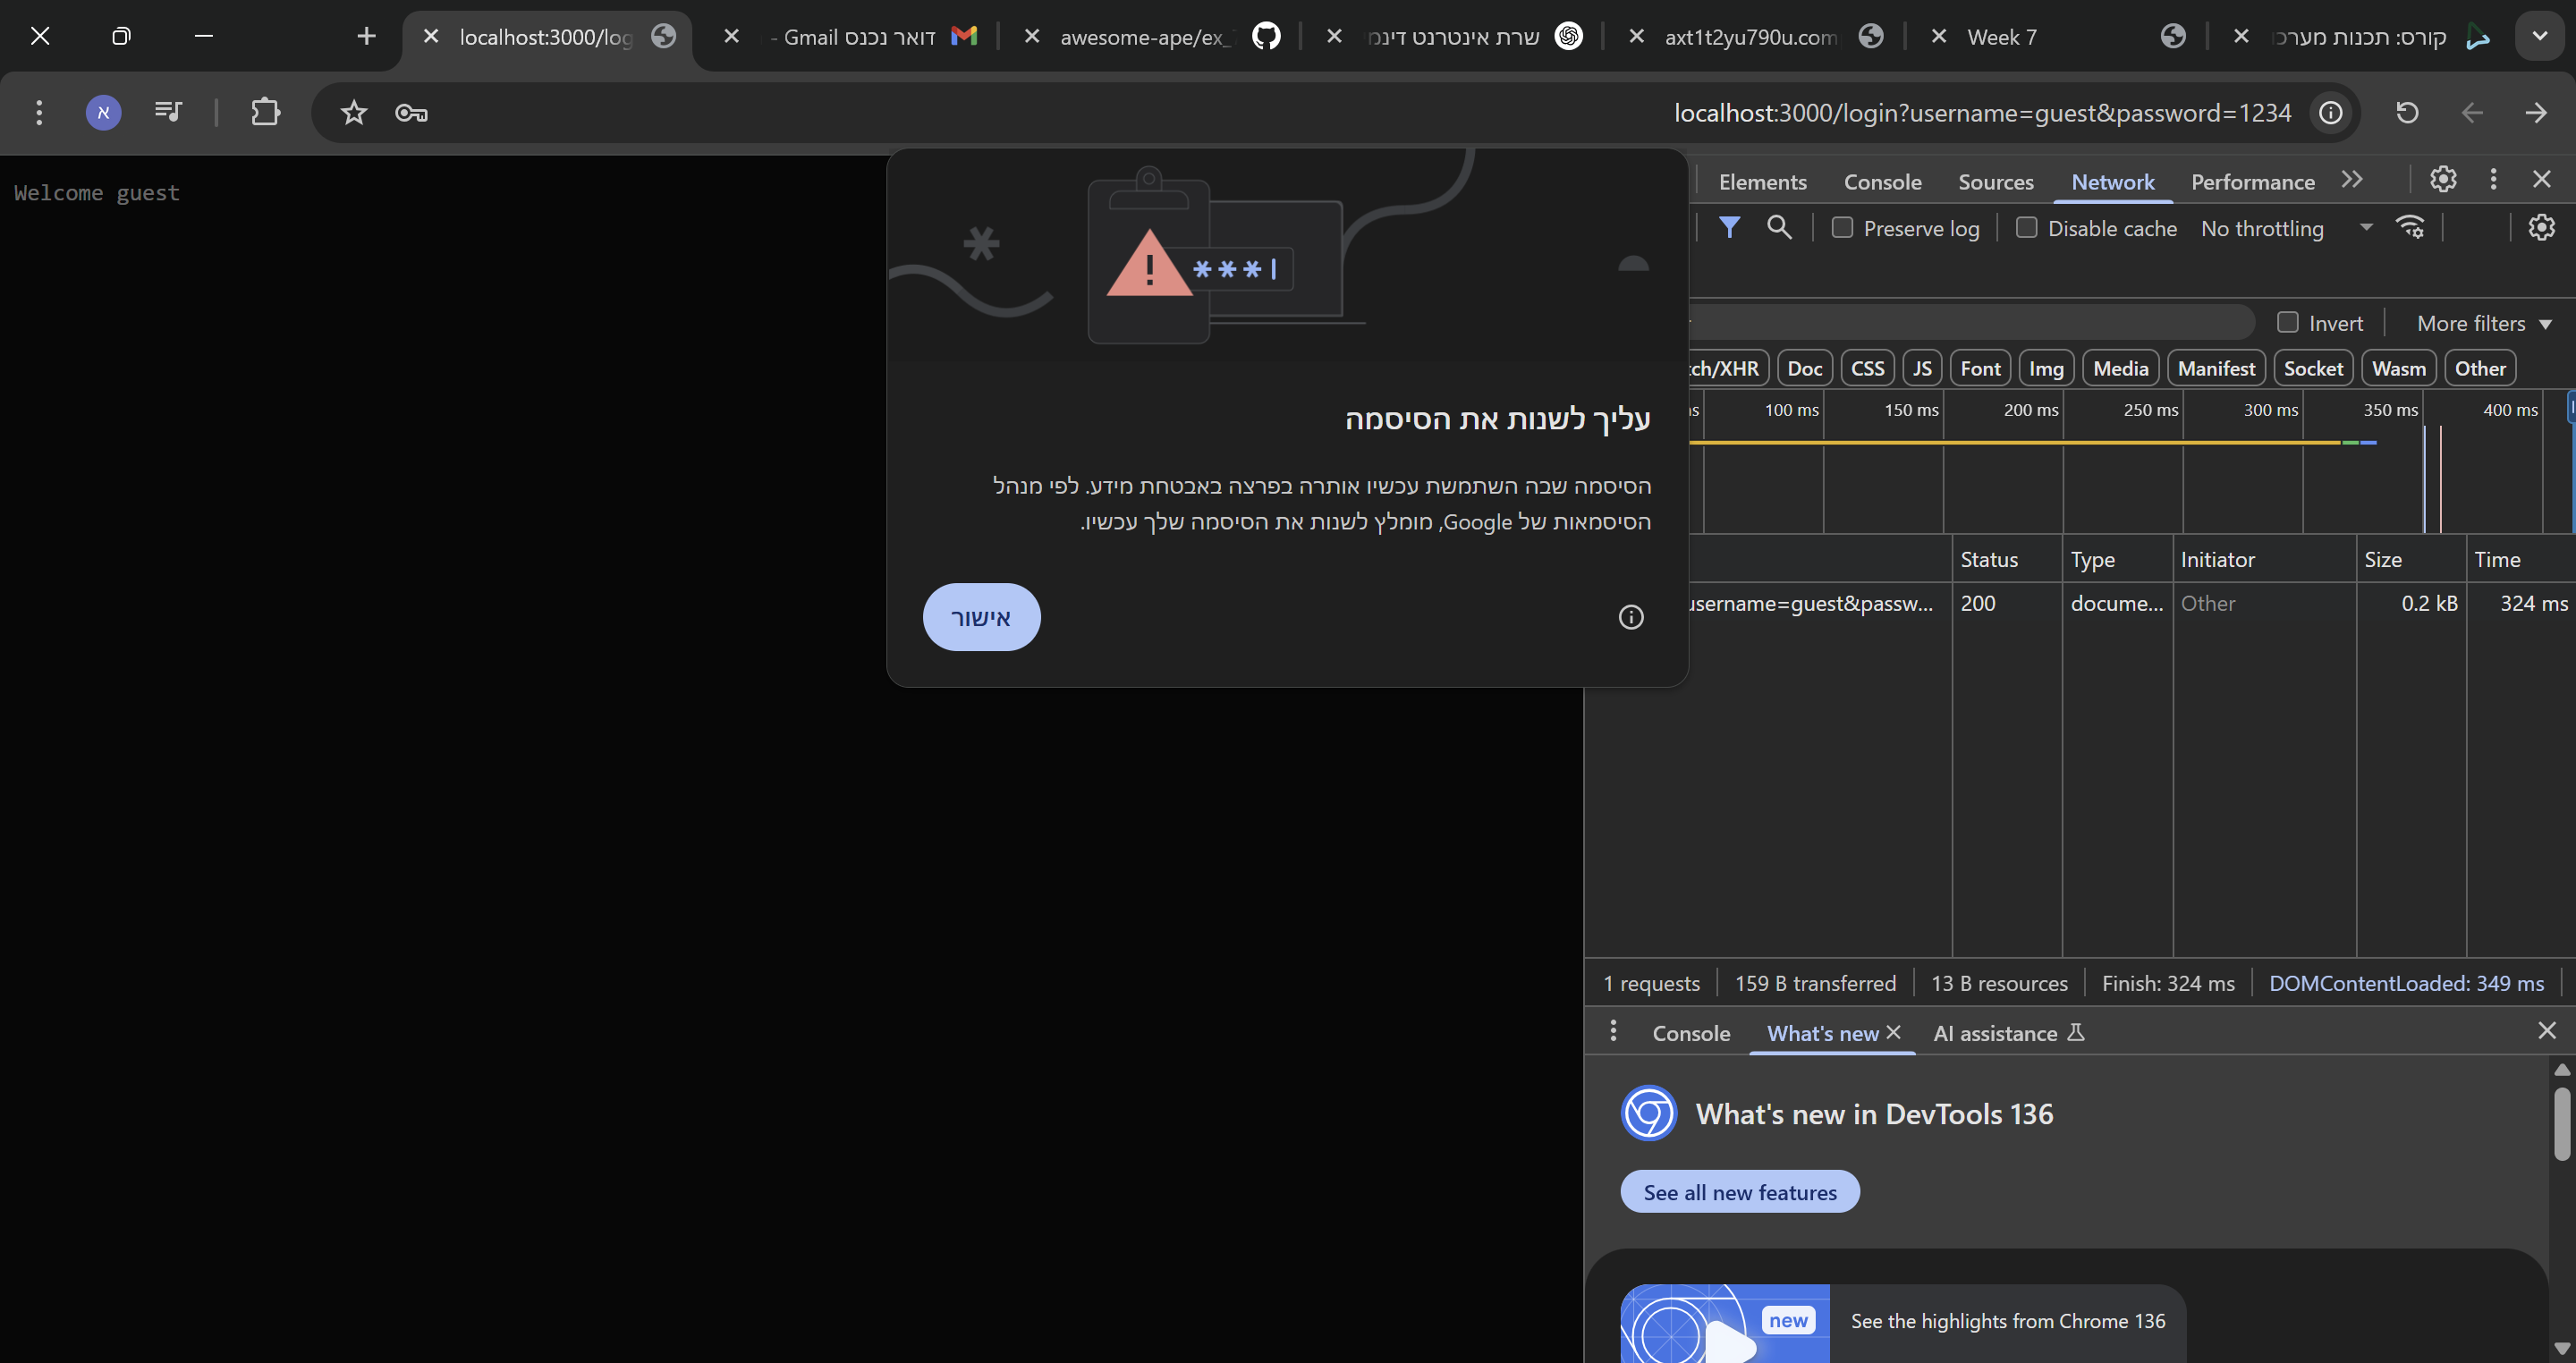 localhost:3000/log
דואר נכנס - Gmail
awesome-ape/ex_
שרת אינטרנט דינמ
axt1t2yu790u.com
Week 7
קורס: תכנות מערכו
א
localhost:3000/login?username=guest&password=1234
Welcome guest
***
עליך לשנות את הסיסמה
הסיסמה שבה השתמשת עכשיו אותרה בפרצה באבטחת מידע. לפי מנהל
הסיסמאות של Google, מומלץ לשנות את הסיסמה שלך עכשיו.
אישור
Elements Console Sources Network Performance
Preserve log Disable cache No throttling
Invert More filters
tch/XHR Doc CSS JS Font Img Media Manifest Socket Wasm Other
100 ms 150 ms 200 ms 250 ms 300 ms 350 ms 400 ms
Status Type Initiator Size Time
username=guest&passw... 200 docume... Other 0.2 kB 324 ms
1 requests 159 B transferred 13 B resources Finish: 324 ms DOMContentLoaded: 349 ms
Console What's new AI assistance
What's new in DevTools 136
See all new features
new
See the highlights from Chrome 136